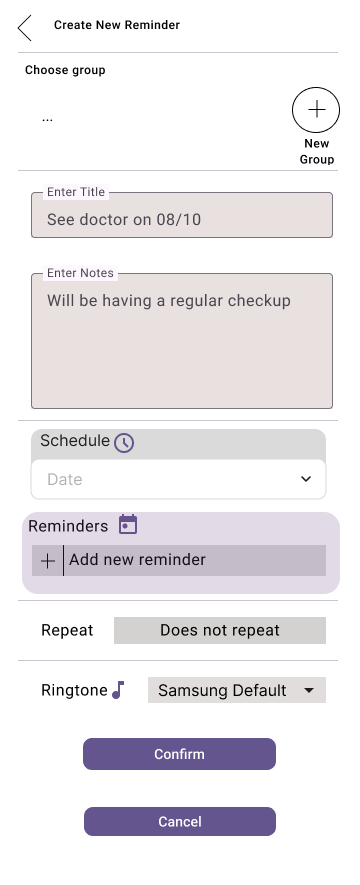 Create New Reminder
Choose group
...
New
Group
Enter Title
See doctor on 08/10
Enter Notes
Will be having a regular checkup
Schedule
Date
Reminders
Add new reminder
Repeat
Does not repeat
Ringtone
Samsung Default
Confirm
Cancel